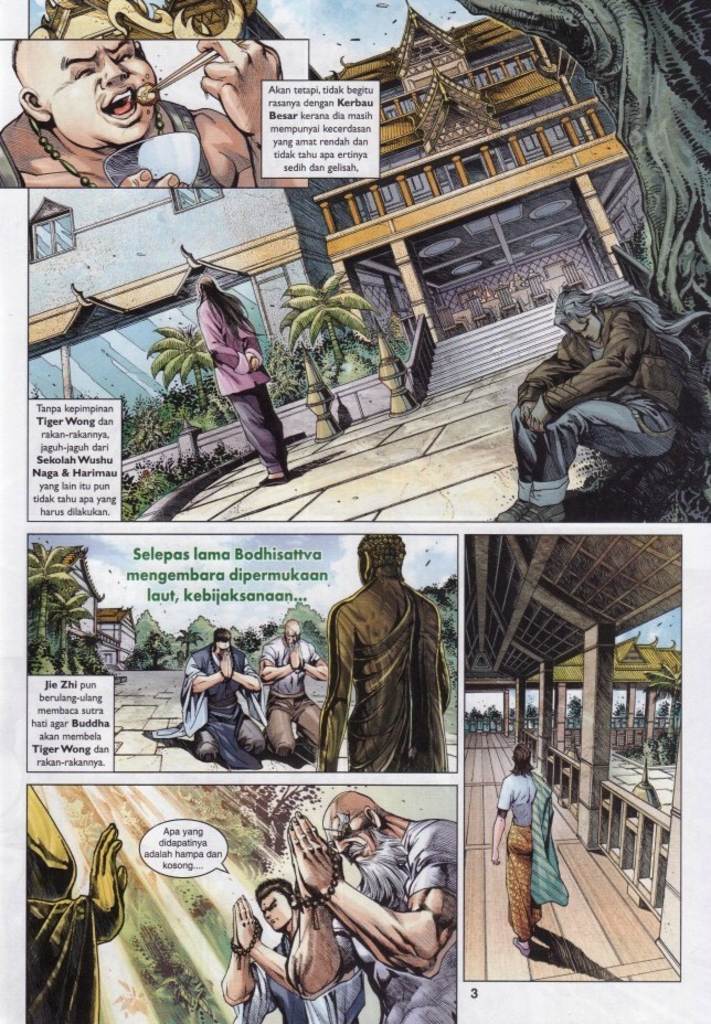 Akan tetapi, tidak begitu
rasanya dengan Kerbau
Besar kerana dia masih
mempunyai kecerdasan
yang amat rendah dan
tidak tahu apa ertinya
sedih dan gelisah,
Tanpa kepimpinan
Tiger Wong dan
rakan-rakannya,
jaguh-jaguh dari
Sekolah Wushu
Naga & Harimau
yang lain itu pun
tidak tahu apa yang
harus dilakukan.
Selepas lama Bodhisattva
mengembara dipermukaan
laut, kebijaksanaan...
Jie Zhi pun
berulang-ulang
membaca sutra
hati agar Buddha
akan membela
Tiger Wong dan
rakan-rakannya.
Apa yang
didapatinya
adalah hampa dan
kosong....
3